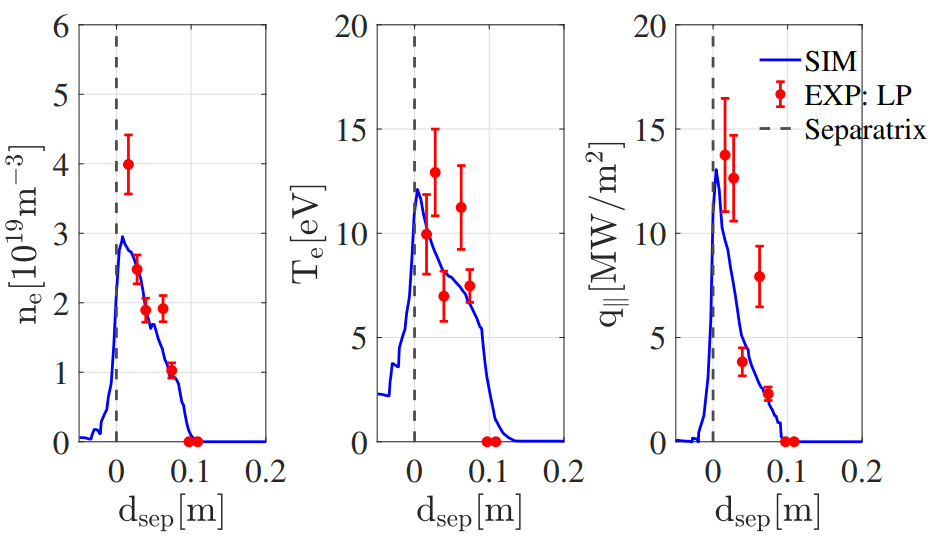 6
5
4
3
2
1
0
0 0.1 0.2
d_sep[m]
n_e[10^19 m^−3]
20
15
10
5
0
0 0.1 0.2
d_sep[m]
T_e[eV]
20
15
10
5
0
0 0.1 0.2
d_sep[m]
q_∥[MW/m^2]
SIM
EXP: LP
Separatrix